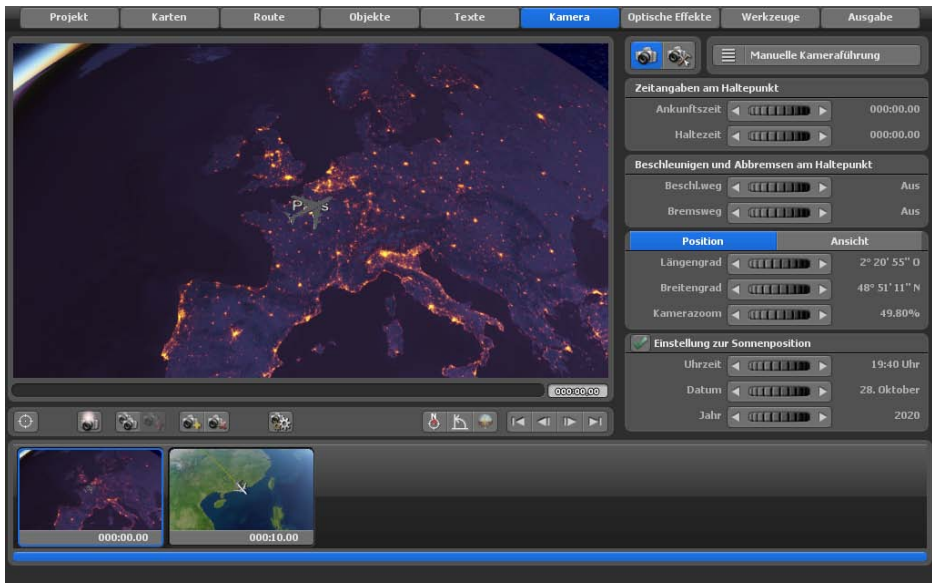 Projekt Karten Route Objekte Texte Kamera Optische Effekte Werkzeuge Ausgabe
Manuelle Kameraführung
Zeitangaben am Haltepunkt
Ankunftszeit 000:00.00
Haltezeit 000:00.00
Beschleunigen und Abbremsen am Haltepunkt
Beschl.weg Aus
Bremsweg Aus
Position Ansicht
Längengrad 2° 20' 55" O
Breitengrad 48° 51' 11" N
Kamerazoom 49.80%
Einstellung zur Sonnenposition
Uhrzeit 19:40 Uhr
Datum 28. Oktober
Jahr 2020
000:00.00
N
000:00.00 000:10.00